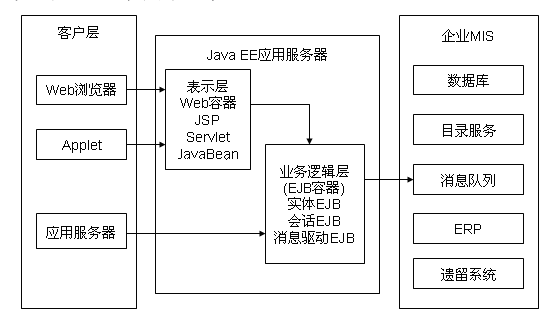 客户层
Web浏览器
Applet
应用服务器
Java EE应用服务器
表示层
Web容器
JSP
Servlet
JavaBean
业务逻辑层
(EJB容器)
实体EJB
会话EJB
消息驱动EJB
企业MIS
数据库
目录服务
消息队列
ERP
遗留系统